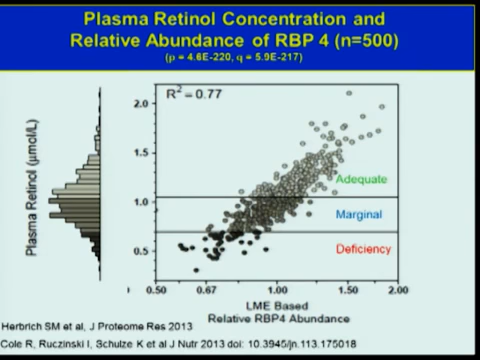 Plasma Retinol Concentration and
Relative Abundance of RBP 4 (n=500)
(p = 4.6E-220, q = 5.9E-217)
R2 = 0.77
2.0
1.5
1.0
0.5
Plasma Retinol (µmol/L)
Adequate
Marginal
Deficiency
0.50 0.67 1.00 1.50 2.00
LME Based
Relative RBP4 Abundance
Herbrich SM et al, J Proteome Res 2013
Cole R, Ruczinski I, Schulze K et al J Nutr 2013 doi: 10.3945/jn.113.175018